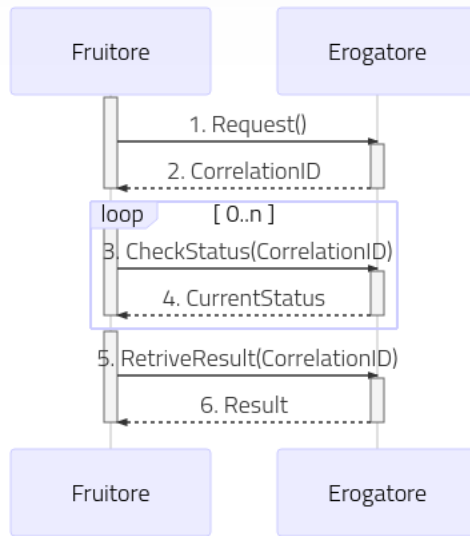 Fruitore Erogatore
1. Request()
2. CorrelationID
loop [ 0..n ]
3. CheckStatus(CorrelationID)
4. CurrentStatus
5. RetriveResult(CorrelationID)
6. Result
Fruitore Erogatore